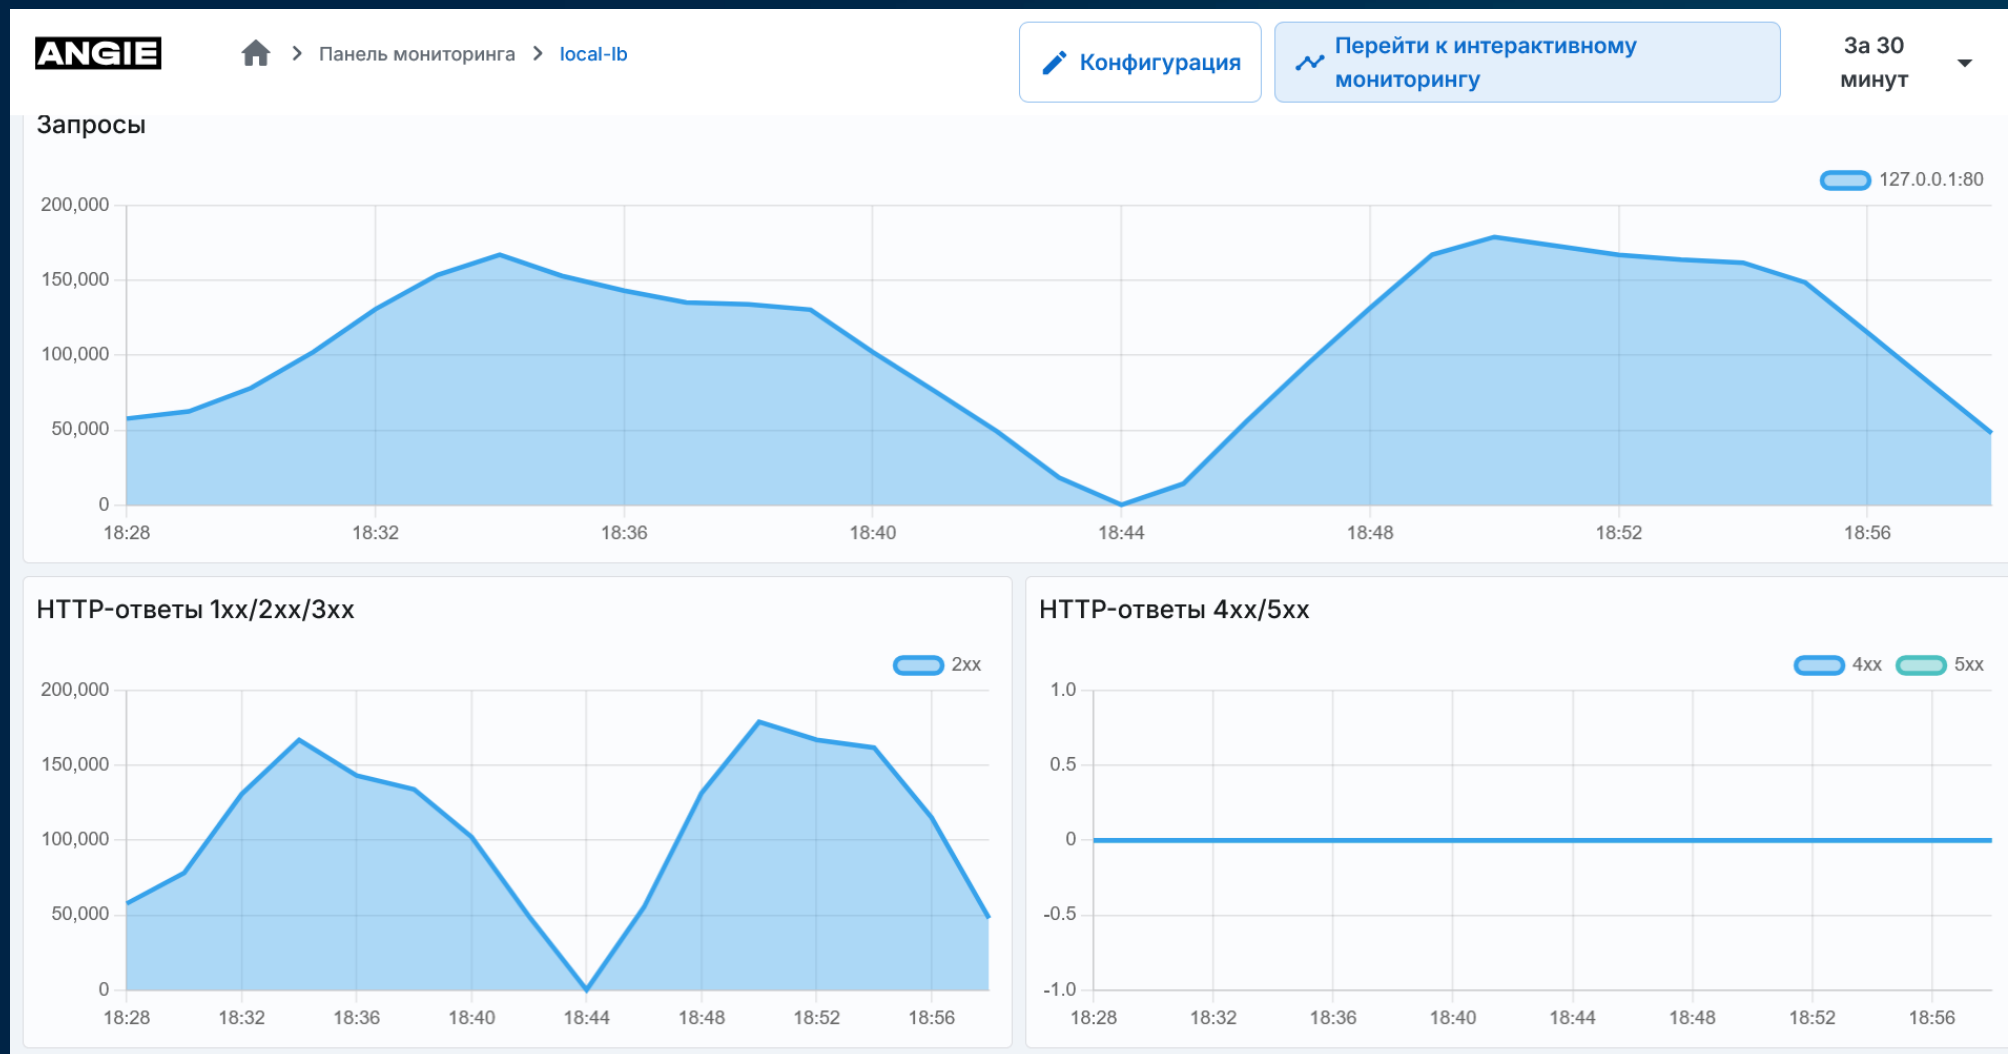 ANGIE
Панель мониторинга
local-lb
Конфигурация
Перейти к интерактивному
мониторингу
За 30
минут
Запросы
127.0.0.1:80
200,000
150,000
100,000
50,000
0
18:28 18:32 18:36 18:40 18:44 18:48 18:52 18:56
HTTP-ответы 1xx/2xx/3xx
2xx
200,000
150,000
100,000
50,000
0
18:28 18:32 18:36 18:40 18:44 18:48 18:52 18:56
HTTP-ответы 4xx/5xx
4xx 5xx
1.0
0.5
0
-0.5
-1.0
18:28 18:32 18:36 18:40 18:44 18:48 18:52 18:56